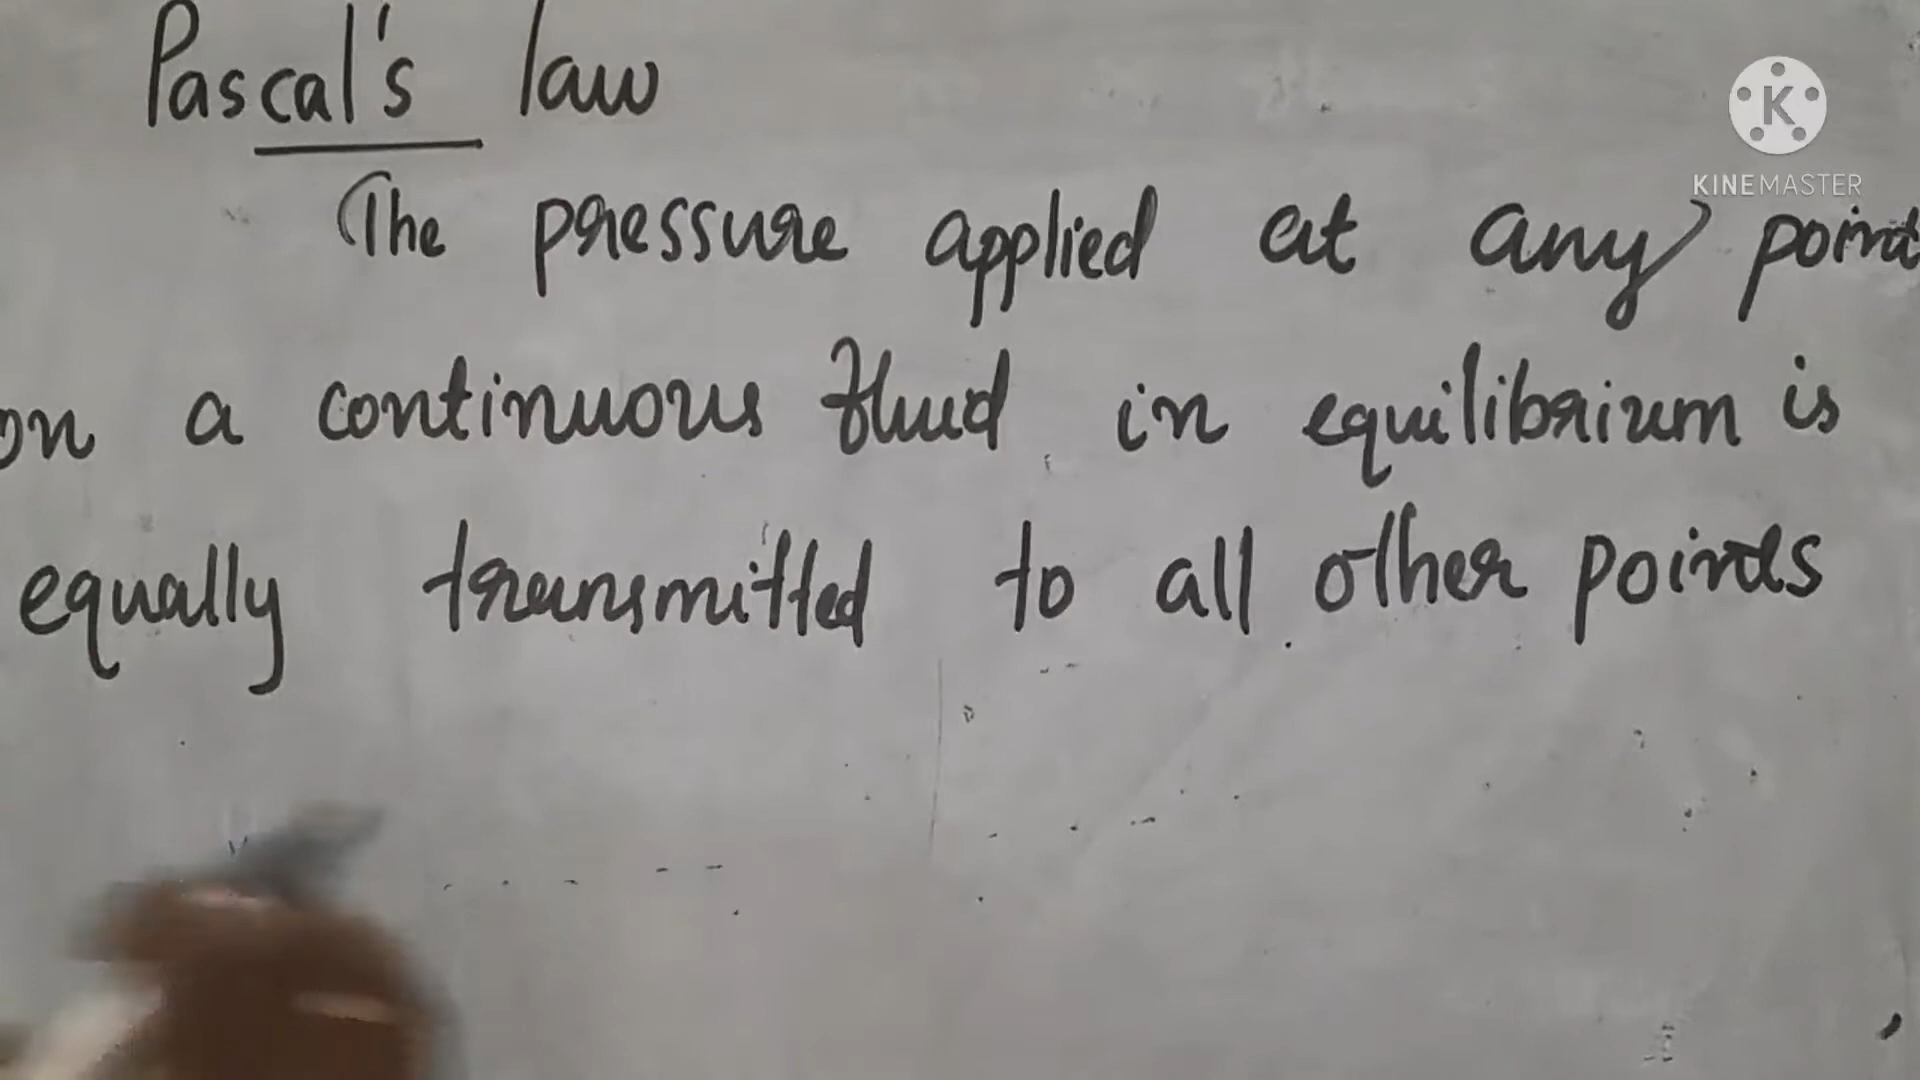 Pascal's law
K
KINEMASTER
The pressure applied at any point
on a continuous fluid in equilibrium is
equally transmitted to all other points